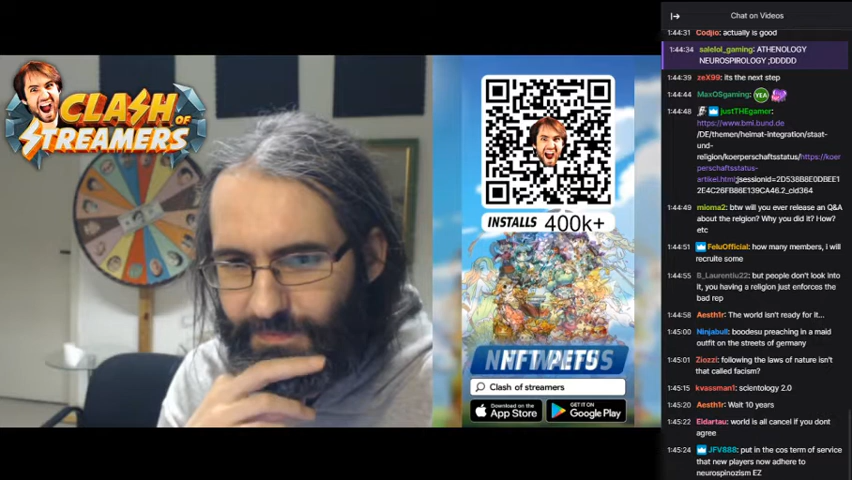 CLASH OF
STREAMERS
INSTALLS 400k+
NFT PETS
Clash of streamers
Download on the
App Store
GET IT ON
Google Play
Chat on Videos
1:44:31 Codjio: actually is good
1:44:34 salelol_gaming: ATHENOLOGY
NEUROSPIROLOGY ;DDDDD
1:44:39 zeX99: its the next step
1:44:44 MaxOSgaming: YEA
1:44:48 justTHEgamer:
https://www.bmi.bund.de
/DE/themen/heimat-integration/staat-
und-
religion/koerperschaftsstatus/https://koe
rperschaftsstatus-
artikel.html;jsessionid=2D538B8E0DBEE1
2E4C26FB86E139CA46.2_cid364
1:44:49 mioma2: btw will you ever release an Q&A
about the relgion? Why you did it? How?
etc
1:44:51 FeluOfficial: how many members, i will
recruite some
1:44:55 B_Laurentiu22: but people don't look into
it, you having a religion just enforces the
bad rep
1:44:58 Aesth1r: The world isn't ready for it...
1:45:00 Ninjabull: boodesu preaching in a maid
outfit on the streets of germany
1:45:01 Ziozzi: following the laws of nature isn't
that called facism?
1:45:15 kvassman1: scientology 2.0
1:45:20 Aesth1r: Wait 10 years
1:45:22 Eldartau: world is all cancel if you dont
agree
1:45:24 JFV888: put in the cos term of service
that new players now adhere to
neurospinozism EZ